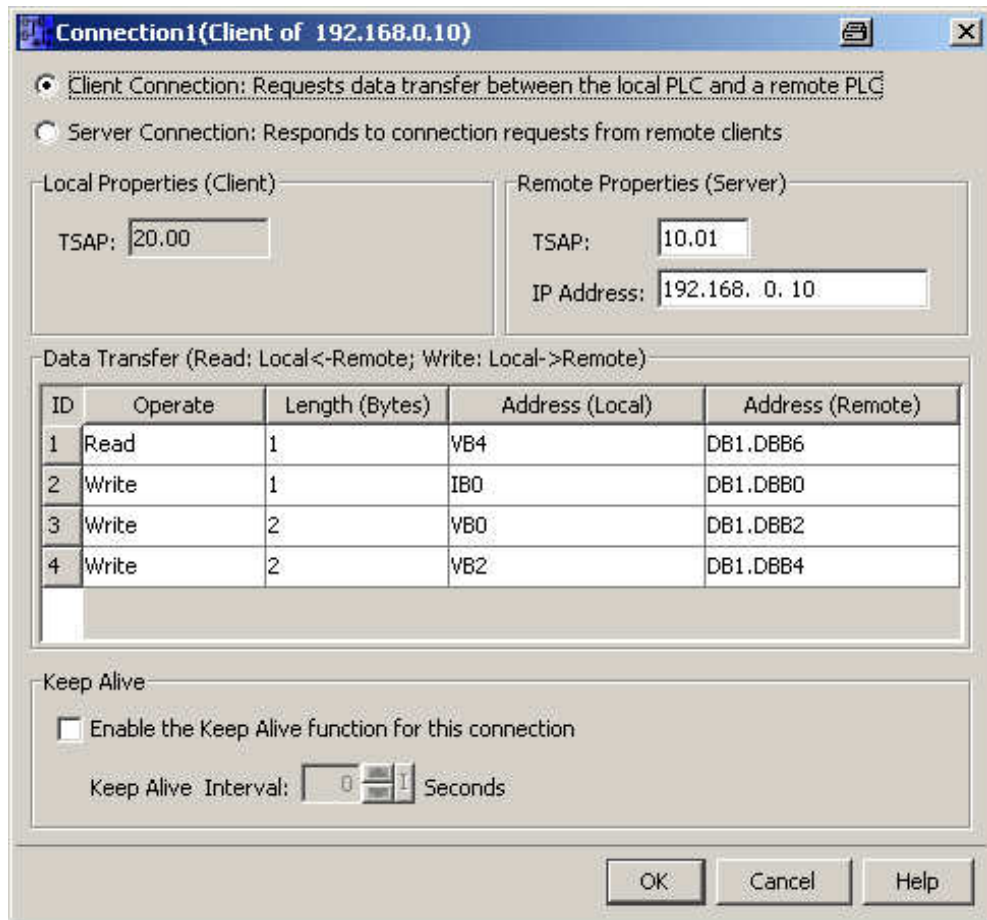 Connection1(Client of 192.168.0.10)
Client Connection: Requests data transfer between the local PLC and a remote PLC
Server Connection: Responds to connection requests from remote clients
Local Properties (Client)
TSAP: 20.00
Remote Properties (Server)
TSAP: 10.01
IP Address: 192.168. 0. 10
Data Transfer (Read: Local<-Remote; Write: Local->Remote)
ID Operate Length (Bytes) Address (Local) Address (Remote)
1 Read 1 VB4 DB1.DBB6
2 Write 1 IB0 DB1.DBB0
3 Write 2 VB0 DB1.DBB2
4 Write 2 VB2 DB1.DBB4
Keep Alive
Enable the Keep Alive function for this connection
Keep Alive Interval: 0 Seconds
OK Cancel Help